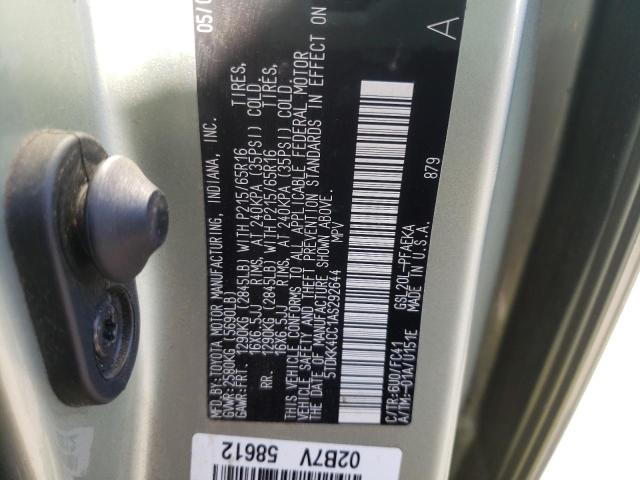 MFD. BY: TOYOTA MOTOR MANUFACTURING, INDIANA, INC. 05/
GVWR: 2580KG (5690LB)
GAWR: FRT. 1290KG (2845LB) WITH P215/65R16 TIRES,
16X6.5JJ RIMS, AT 240KPA (35PSI) COLD.
RR. 1290KG (2845LB) WITH P215/65R16 TIRES,
16X6.5JJ RIMS, AT 240KPA (35PSI) COLD.
THIS VEHICLE CONFORMS TO ALL APPLICABLE FEDERAL MOTOR
VEHICLE SAFETY AND THEFT PREVENTION STANDARDS IN EFFECT ON
THE DATE OF MANUFACTURE SHOWN ABOVE.
5TDKK4CC1AS292644 MPV
A
879
C/TR: 6U0/FC41 GSL20L-PFAEKA
A/TM: -01A/U151E MADE IN U.S.A.
02B7V 58612